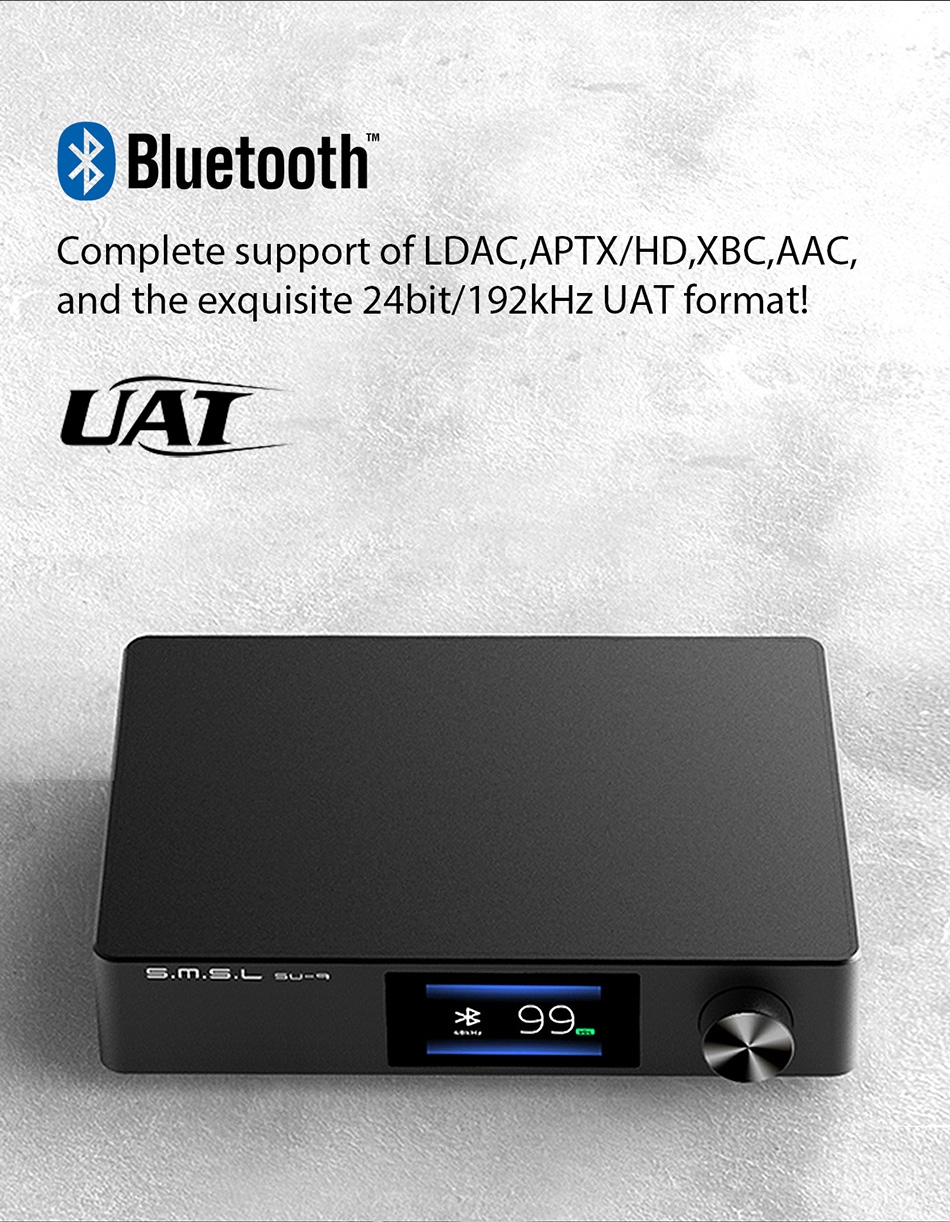 Bluetooth™
Complete support of LDAC,APTX/HD,XBC,AAC,
and the exquisite 24bit/192kHz UAT format!
UAT
S.M.S.L SU-9
99
48kHz